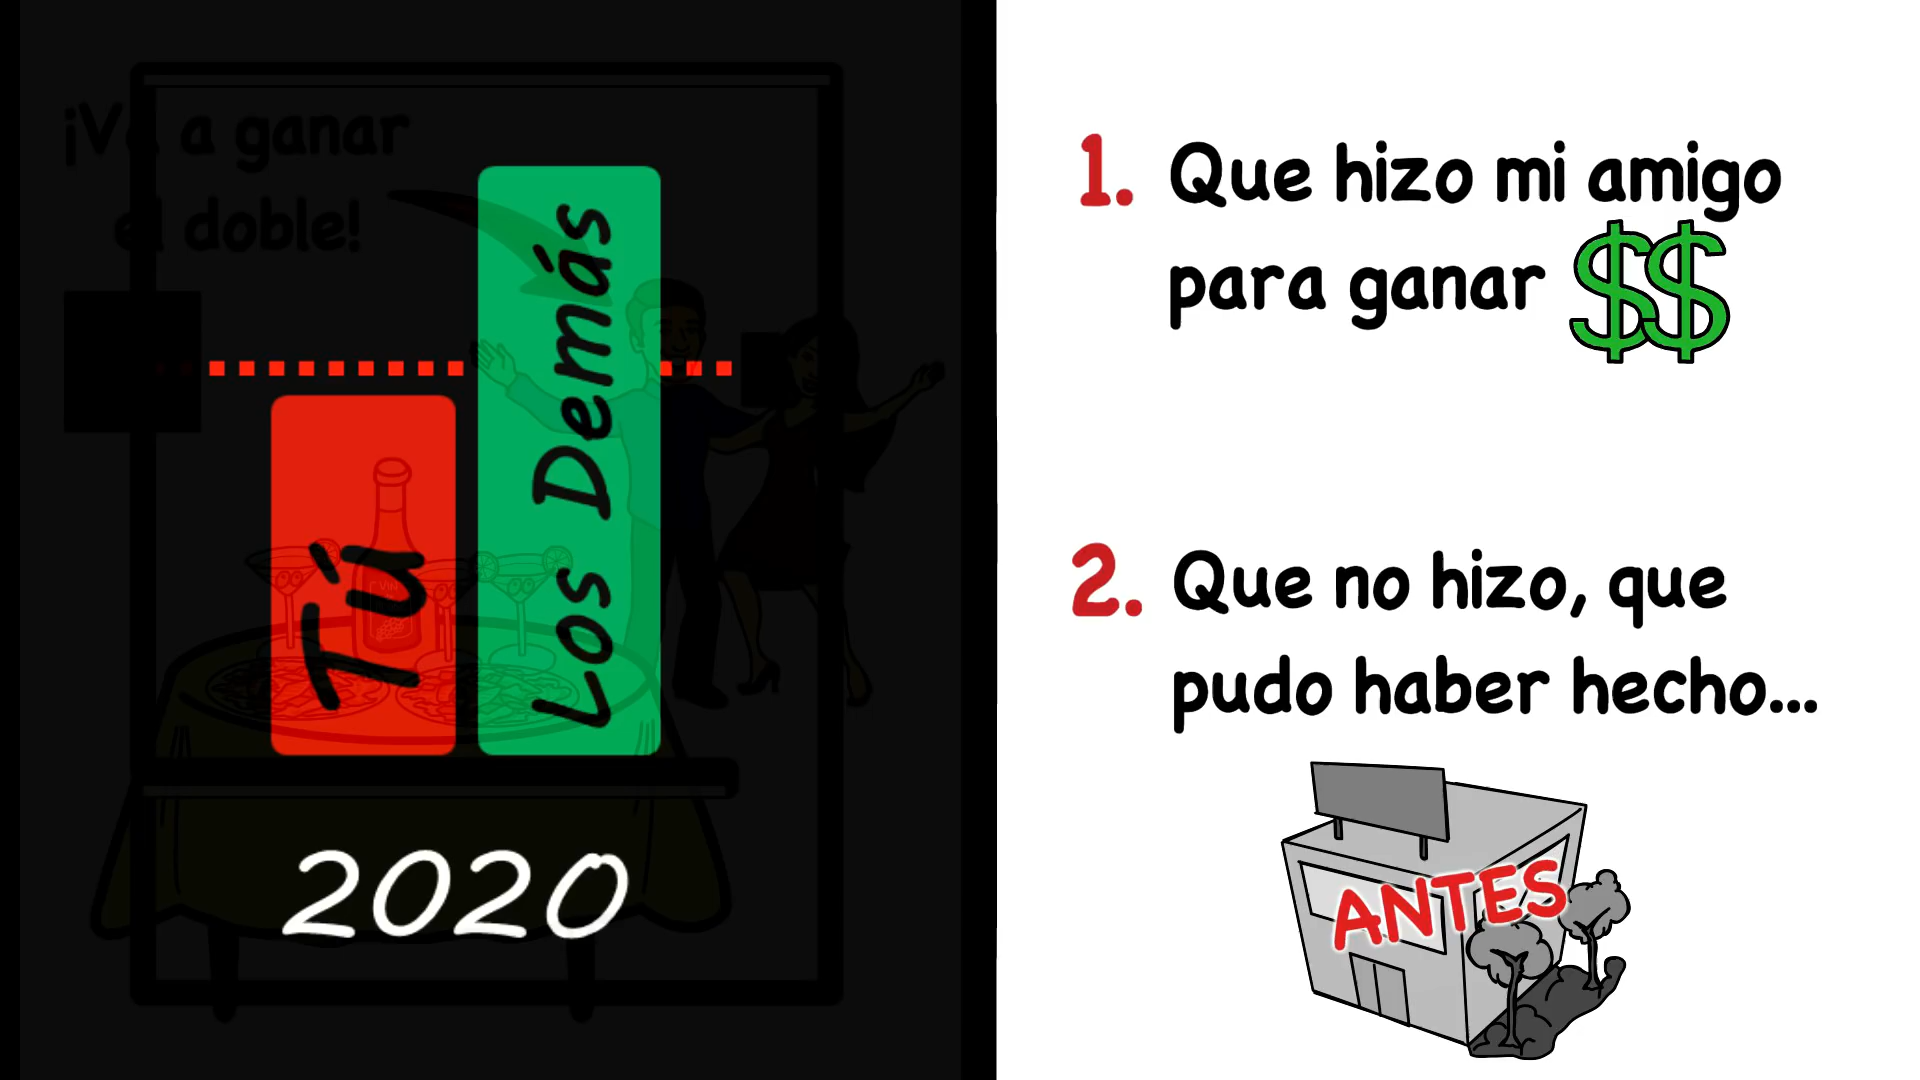 ¡Va a ganar
el doble!
Tú
Los Demás
2020
1. Que hizo mi amigo
para ganar $$
2. Que no hizo, que
pudo haber hecho...
ANTES